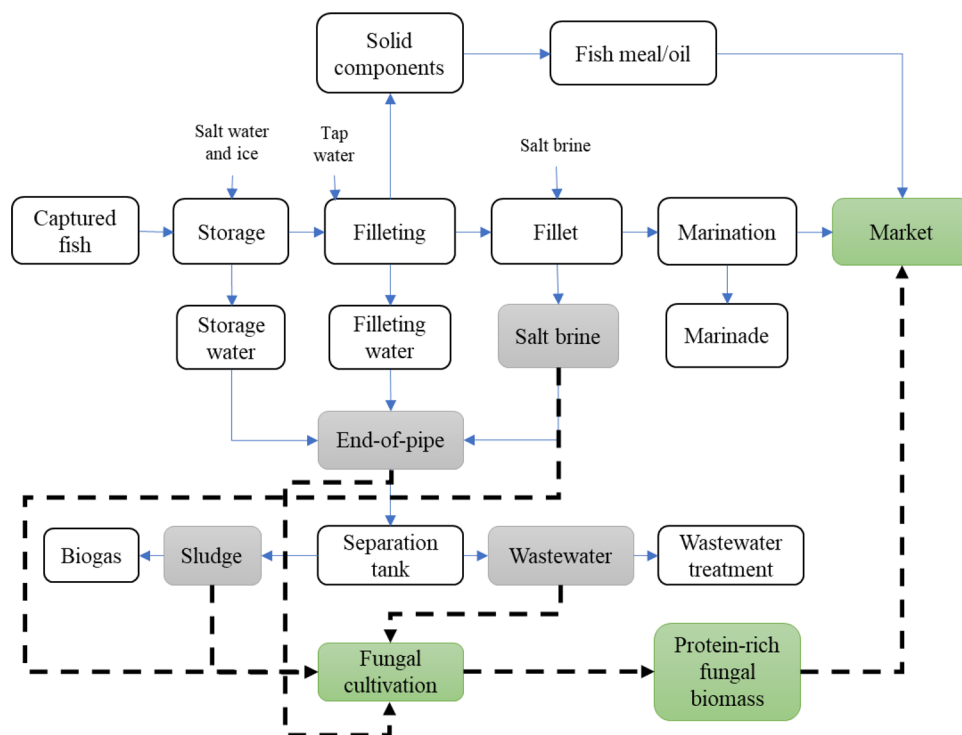 Solid
components
Fish meal/oil
Salt water
and ice
Tap
water
Salt brine
Captured
fish
Storage
Filleting
Fillet
Marination
Market
Storage
water
Filleting
water
Salt brine
Marinade
End-of-pipe
Biogas
Sludge
Separation
tank
Wastewater
Wastewater
treatment
Fungal
cultivation
Protein-rich
fungal
biomass